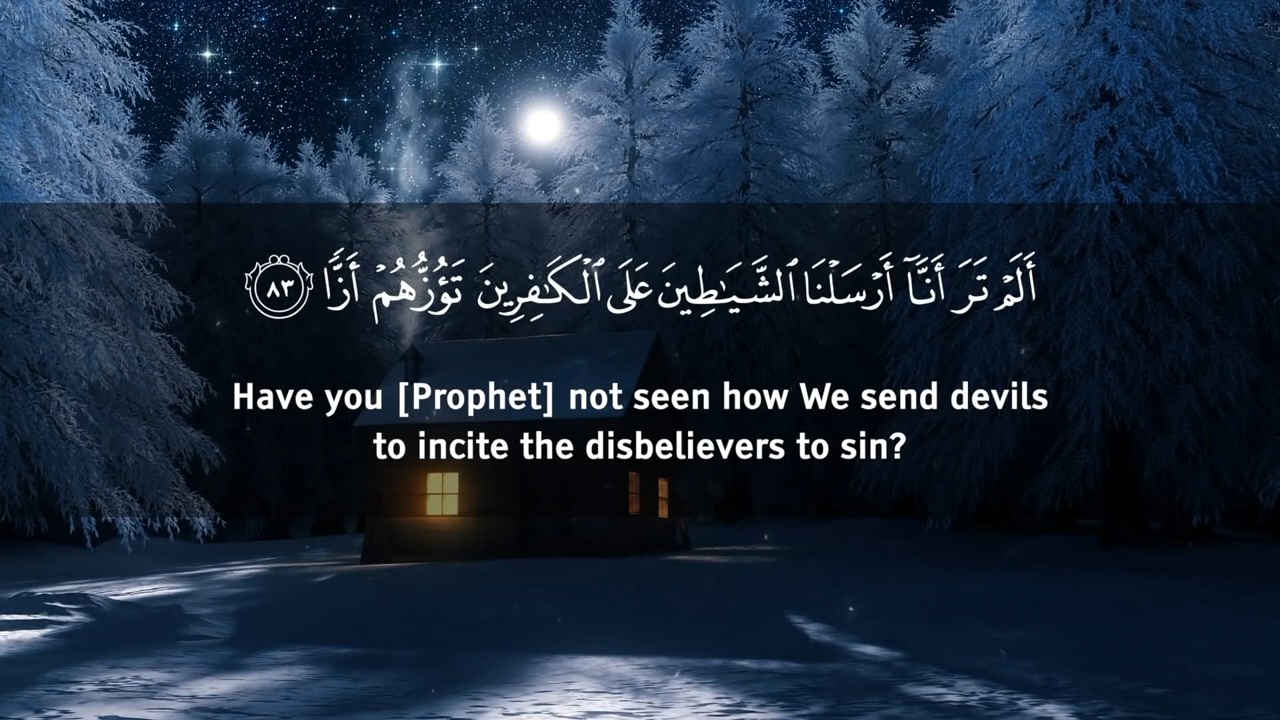 أَلَمْ تَرَ أَنَّآ أَرْسَلْنَا ٱلشَّيَـٰطِينَ عَلَى ٱلْكَـٰفِرِينَ تَؤُزُّهُمْ أَزًّا ٨٣
Have you [Prophet] not seen how We send devils
to incite the disbelievers to sin?